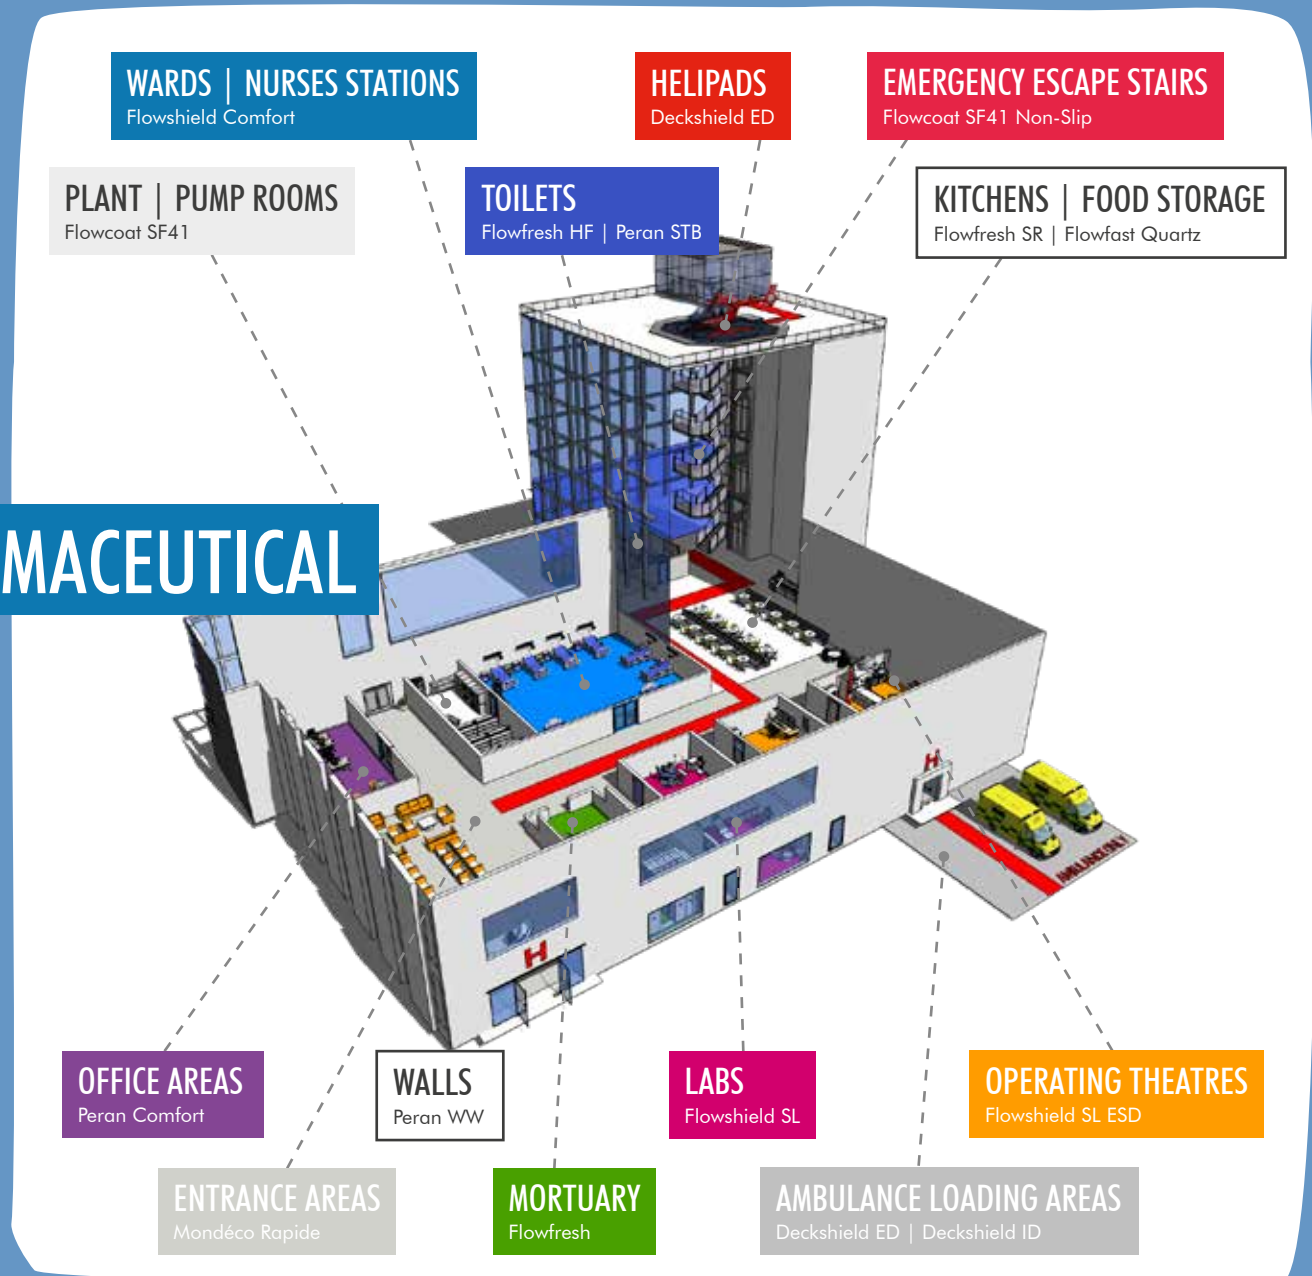 WARDS | NURSES STATIONS
Flowshield Comfort
HELIPADS
Deckshield ED
EMERGENCY ESCAPE STAIRS
Flowcoat SF41 Non-Slip
PLANT | PUMP ROOMS
Flowcoat SF41
TOILETS
Flowfresh HF | Peran STB
KITCHENS | FOOD STORAGE
Flowfresh SR | Flowfast Quartz
MACEUTICAL
H
AMBULANCE ONLY
H
OFFICE AREAS
Peran Comfort
WALLS
Peran WW
LABS
Flowshield SL
OPERATING THEATRES
Flowshield SL ESD
ENTRANCE AREAS
Mondéco Rapide
MORTUARY
Flowfresh
AMBULANCE LOADING AREAS
Deckshield ED | Deckshield ID